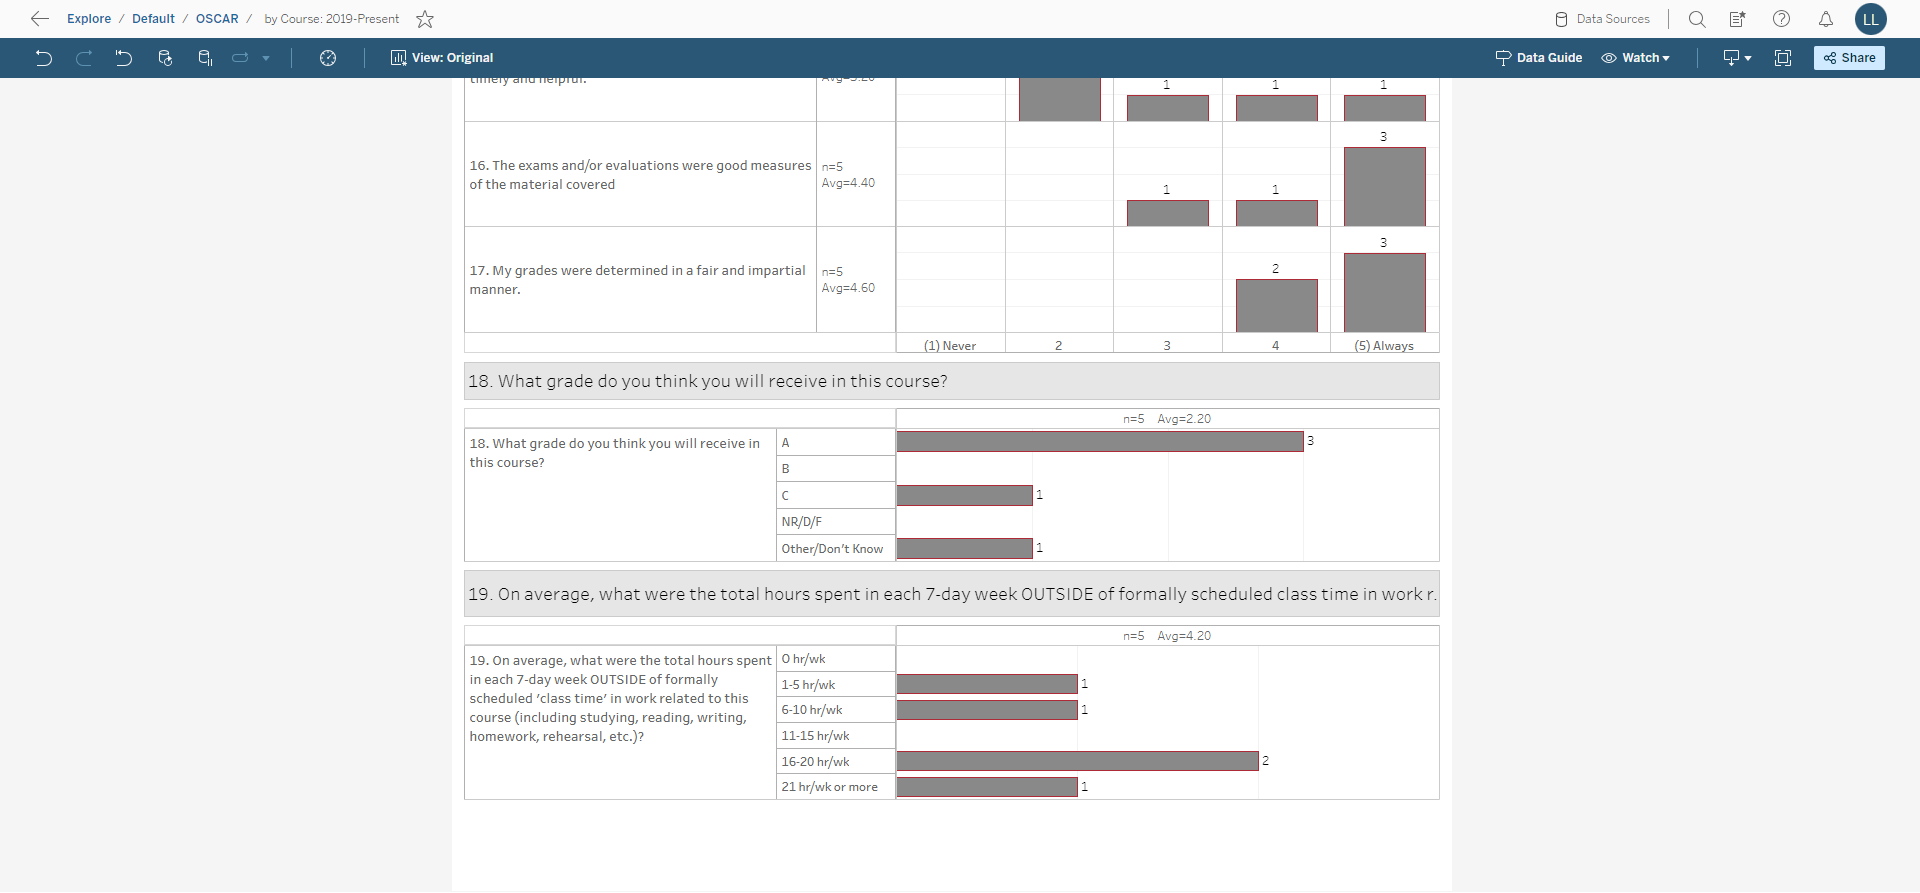 Explore / Default / OSCAR / by Course: 2019-Present
Data Sources
LL
View: Original
Data Guide
Watch
Share
timely and helpful.
Avg=3.20
1 1 1
16. The exams and/or evaluations were good measures
of the material covered
n=5
Avg=4.40
1 1 3
17. My grades were determined in a fair and impartial
manner.
n=5
Avg=4.60
2 3
(1) Never 2 3 4 (5) Always
18. What grade do you think you will receive in this course?
n=5 Avg=2.20
18. What grade do you think you will receive in
this course?
A 3
B
C 1
NR/D/F
Other/Don't Know 1
19. On average, what were the total hours spent in each 7-day week OUTSIDE of formally scheduled class time in work r.
n=5 Avg=4.20
19. On average, what were the total hours spent
in each 7-day week OUTSIDE of formally
scheduled ‘class time’ in work related to this
course (including studying, reading, writing,
homework, rehearsal, etc.)?
0 hr/wk
1-5 hr/wk 1
6-10 hr/wk 1
11-15 hr/wk
16-20 hr/wk 2
21 hr/wk or more 1